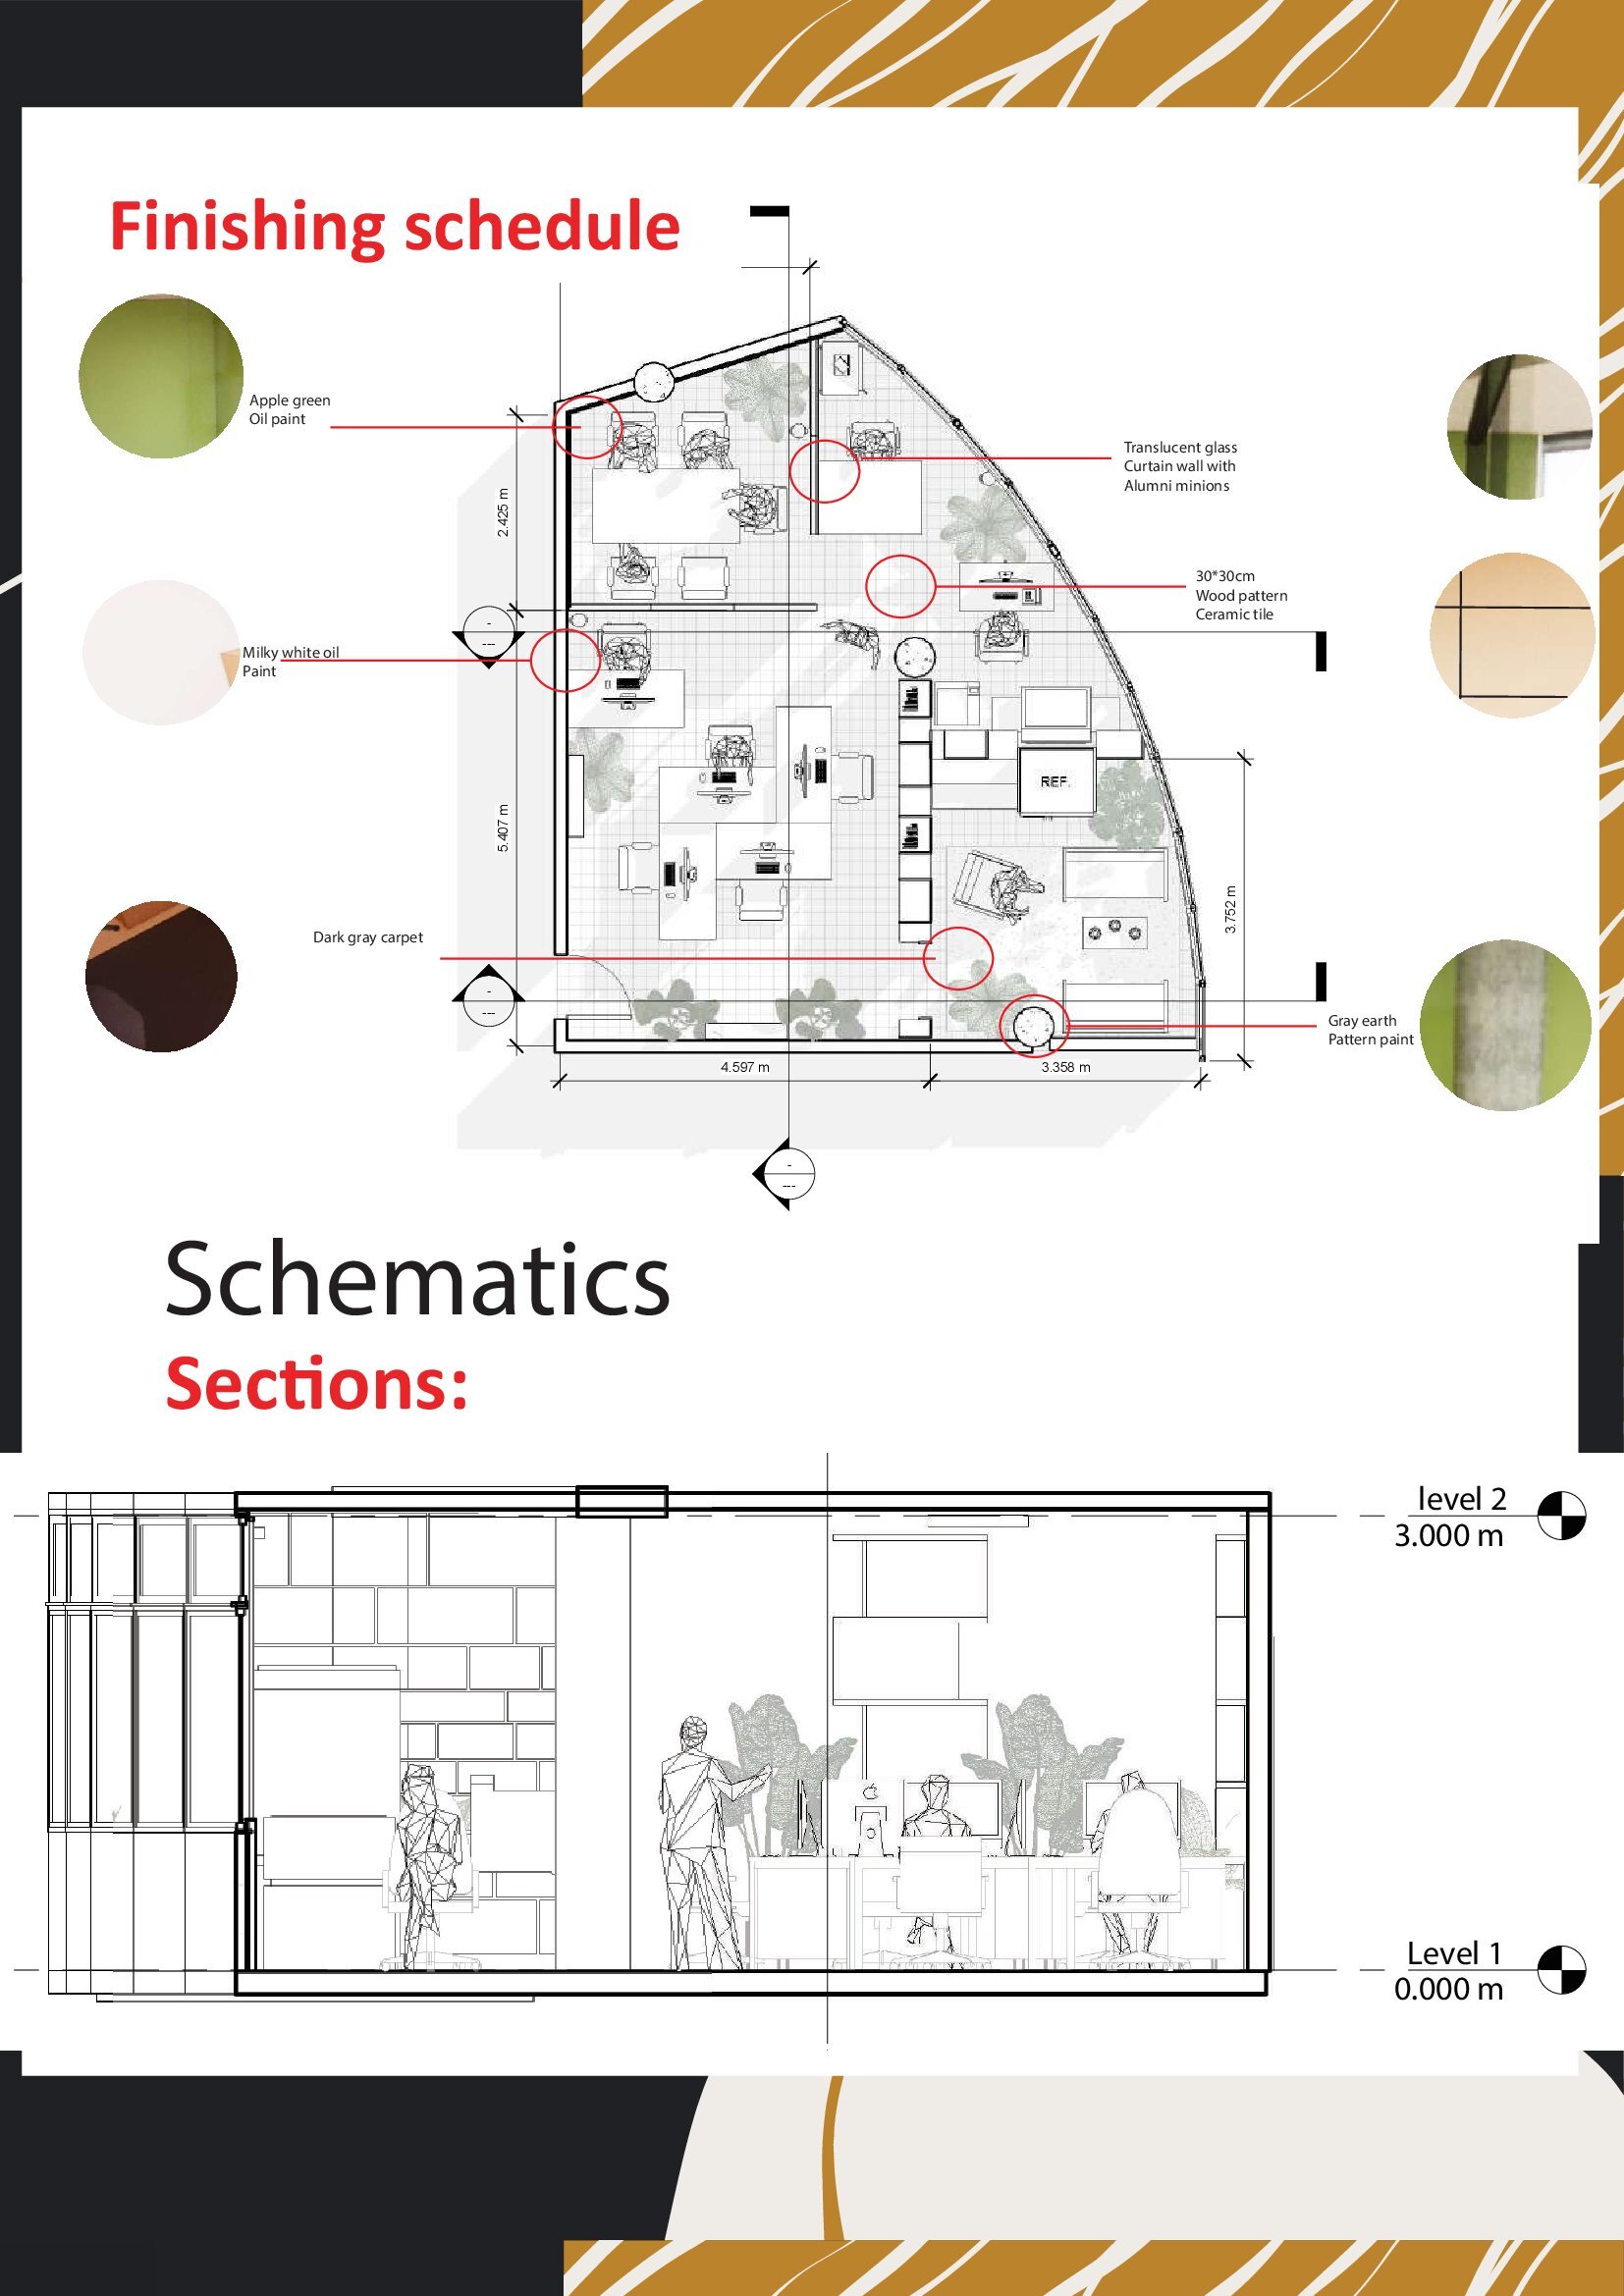 Finishing schedule
Apple green
Oil paint
2.425 m
Translucent glass
Curtain wall with
Alumni minions
30*30cm
Wood pattern
Ceramic tile
-
---
Milky white oil
Paint
REF.
5.407 m
3.752 m
Dark gray carpet
-
---
Gray earth
Pattern paint
4.597 m
3.358 m
-
---
Schematics
Sections:
level 2
3.000 m
Level 1
0.000 m